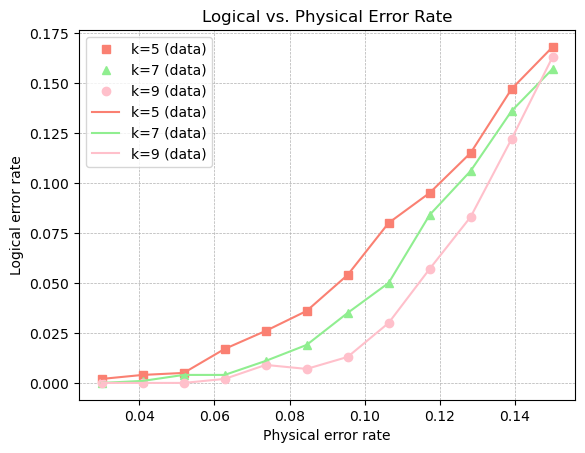 Logical vs. Physical Error Rate
k=5 (data)
k=7 (data)
k=9 (data)
k=5 (data)
k=7 (data)
k=9 (data)
Logical error rate
0.175
0.150
0.125
0.100
0.075
0.050
0.025
0.000
0.04 0.06 0.08 0.10 0.12 0.14
Physical error rate